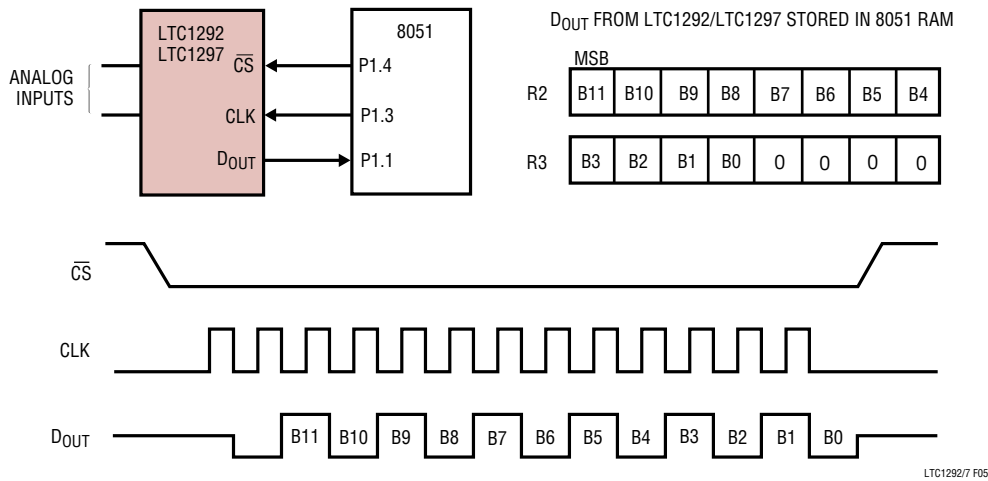 LTC1292
LTC1297
ANALOG
INPUTS
C̅S̅
CLK
DOUT
8051
P1.4
P1.3
P1.1
DOUT FROM LTC1292/LTC1297 STORED IN 8051 RAM
MSB
R2 B11 B10 B9 B8 B7 B6 B5 B4
R3 B3 B2 B1 B0 0 0 0 0
C̅S̅
CLK
DOUT B11 B10 B9 B8 B7 B6 B5 B4 B3 B2 B1 B0
LTC1292/7 F05